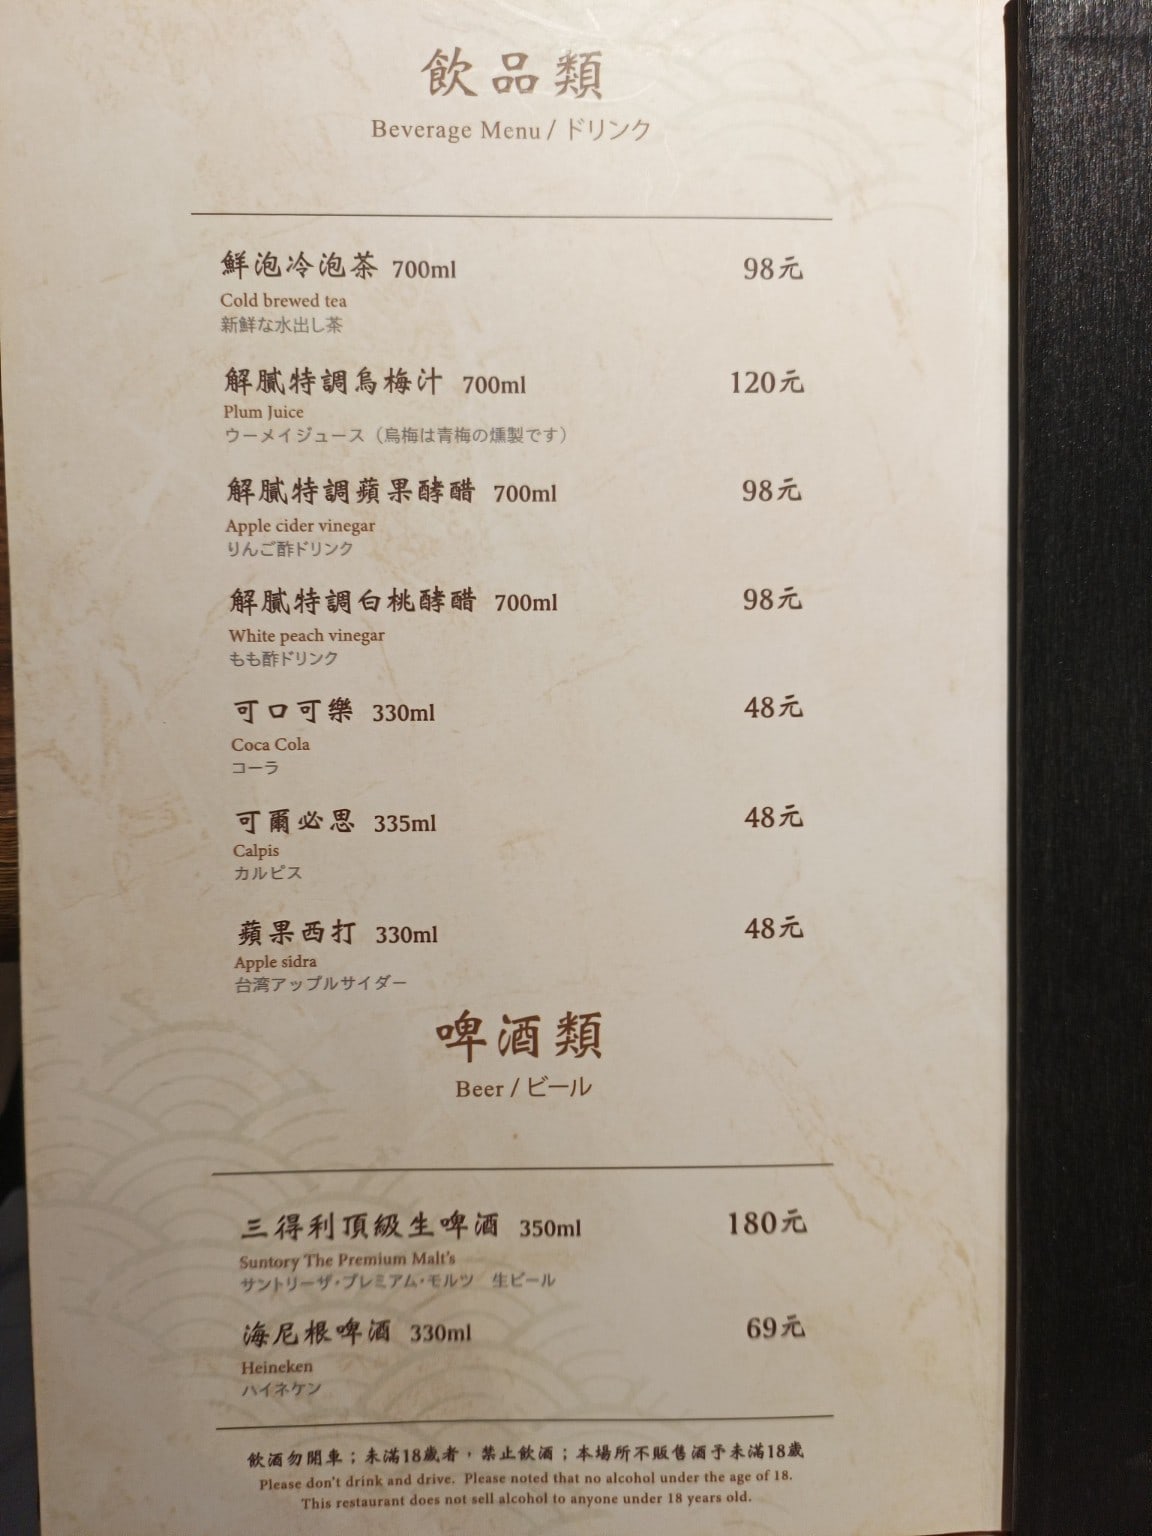 飲品類
Beverage Menu / ドリンク
鮮泡冷泡茶 700ml 98元
Cold brewed tea
新鮮な水出し茶
解膩特調烏梅汁 700ml 120元
Plum Juice
ウーメイジュース（烏梅は青梅の燻製です）
解膩特調蘋果酵醋 700ml 98元
Apple cider vinegar
りんご酢ドリンク
解膩特調白桃酵醋 700ml 98元
White peach vinegar
もも酢ドリンク
可口可樂 330ml 48元
Coca Cola
コーラ
可爾必思 335ml 48元
Calpis
カルピス
蘋果西打 330ml 48元
Apple sidra
台湾アップルサイダー
啤酒類
Beer / ビール
三得利頂級生啤酒 350ml 180元
Suntory The Premium Malt's
サントリーザ・プレミアム・モルツ　生ビール
海尼根啤酒 330ml 69元
Heineken
ハイネケン
飲酒勿開車；未滿18歲者，禁止飲酒；本場所不販售酒予未滿18歲
Please don't drink and drive. Please noted that no alcohol under the age of 18.
This restaurant does not sell alcohol to anyone under 18 years old.